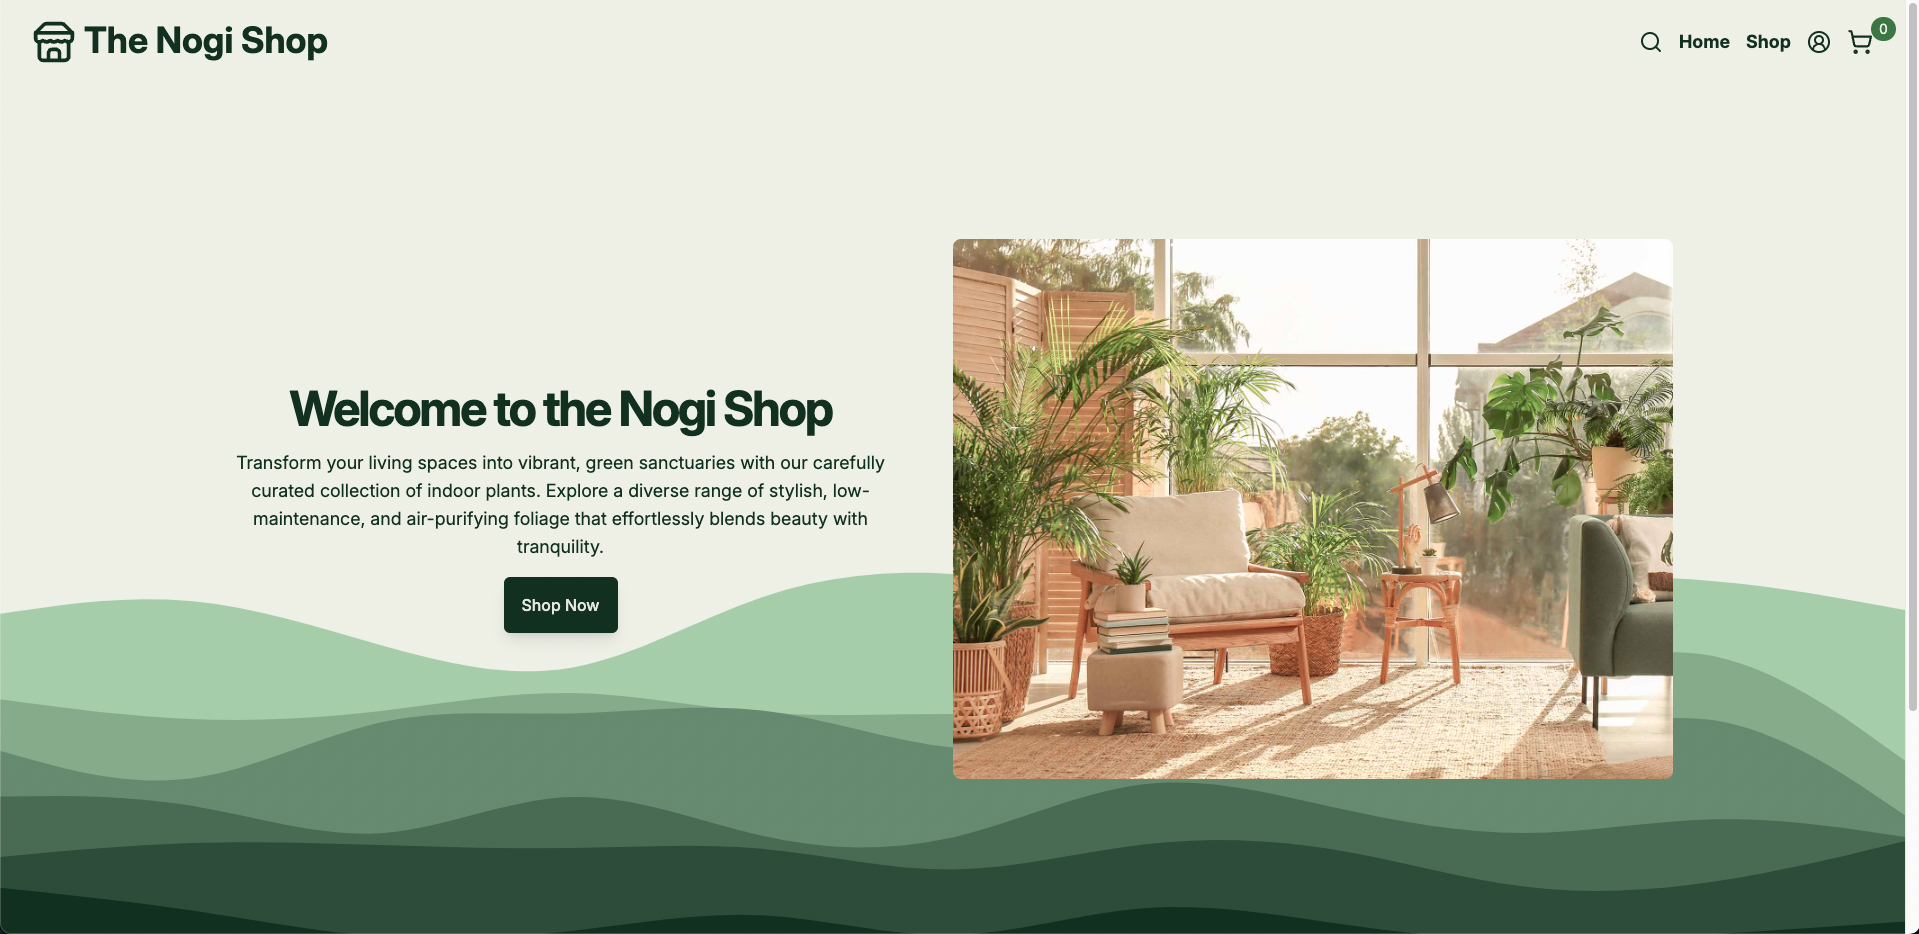 The Nogi Shop
Home
Shop
0
Welcome to the Nogi Shop
Transform your living spaces into vibrant, green sanctuaries with our carefully
curated collection of indoor plants. Explore a diverse range of stylish, low-
maintenance, and air-purifying foliage that effortlessly blends beauty with
tranquility.
Shop Now